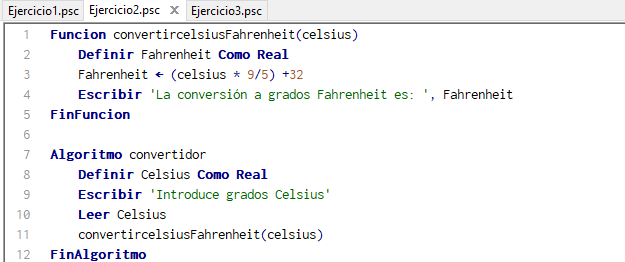 Ejercicio1.psc Ejercicio2.psc X Ejercicio3.psc
1 Funcion convertircelsiusFahrenheit(celsius)
2 Definir Fahrenheit Como Real
3 Fahrenheit ← (celsius * 9/5) +32
4 Escribir 'La conversión a grados Fahrenheit es: ', Fahrenheit
5 FinFuncion
6
7 Algoritmo convertidor
8 Definir Celsius Como Real
9 Escribir 'Introduce grados Celsius'
10 Leer Celsius
11 convertircelsiusFahrenheit(celsius)
12 FinAlgoritmo